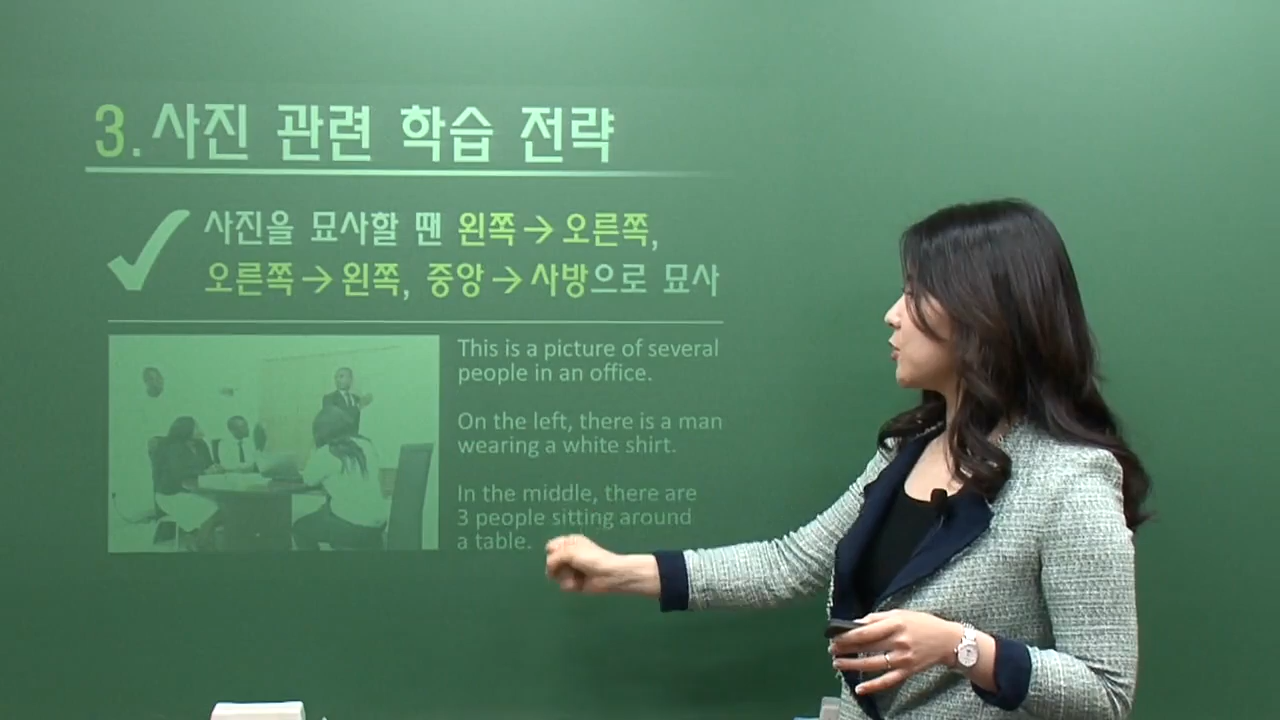 3. 사진 관련 학습 전략
사진을 묘사할 땐 왼쪽→오른쪽,
오른쪽→왼쪽, 중앙→사방으로 묘사
This is a picture of several
people in an office.
On the left, there is a man
wearing a white shirt.
In the middle, there are
3 people sitting around
a table.